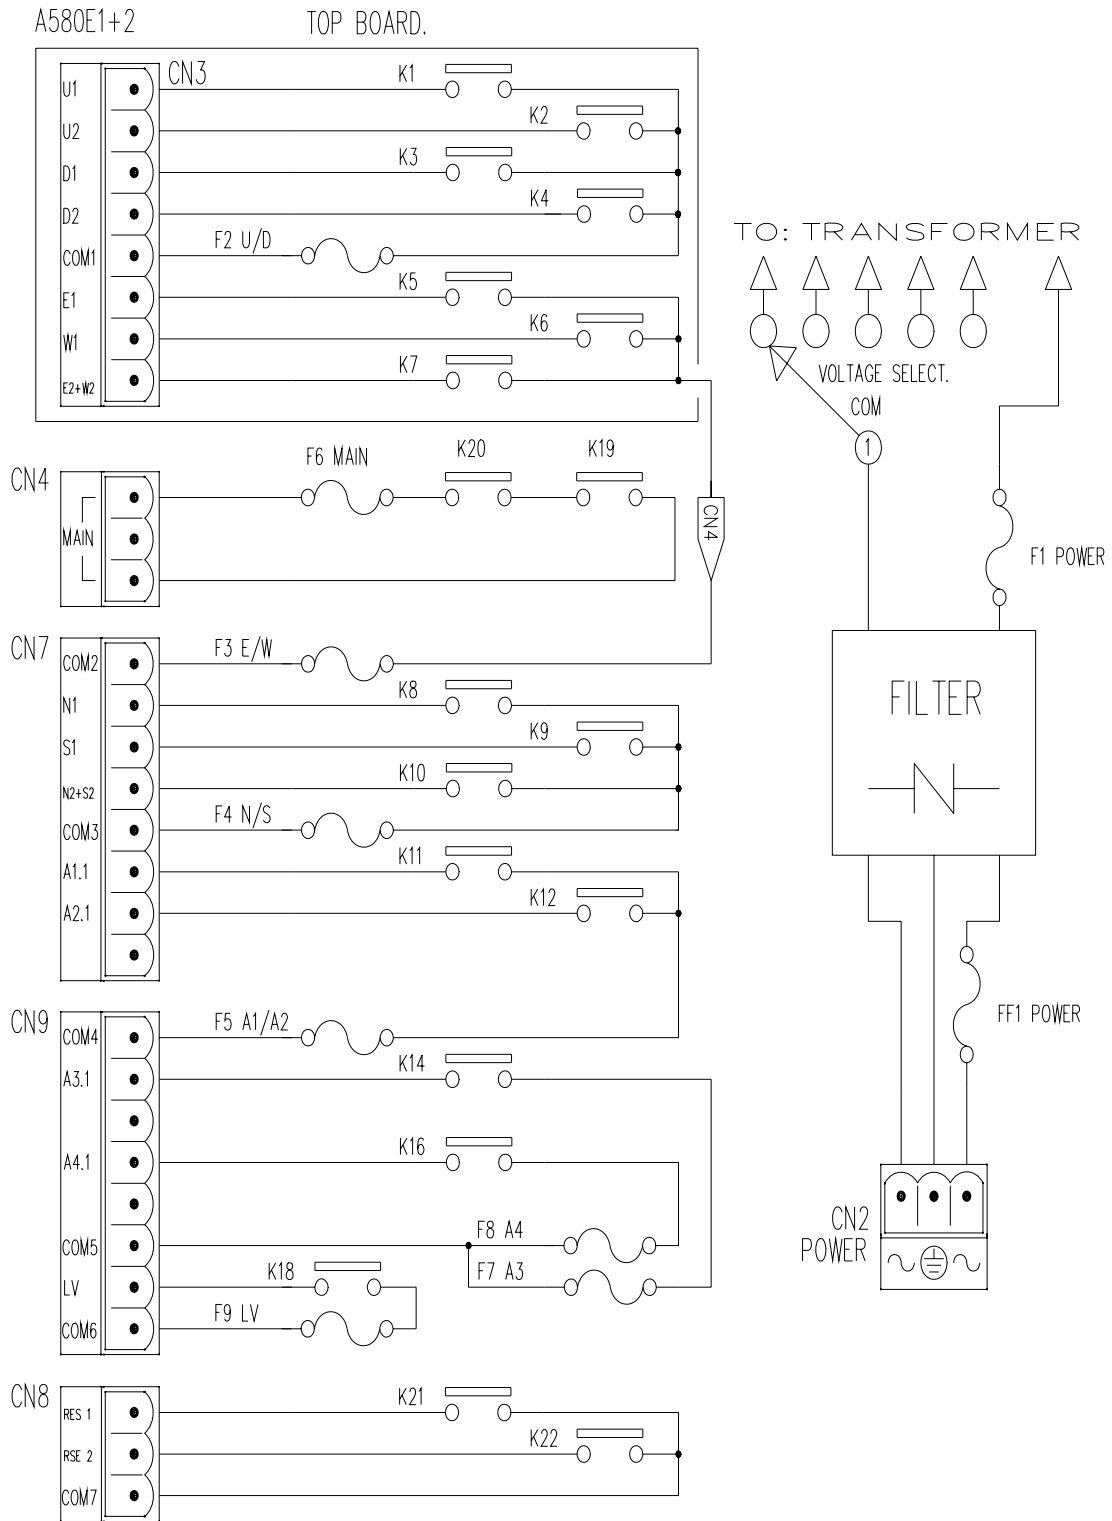 A580E1+2
TOP BOARD.
CN3
U1
K1
U2
K2
D1
K3
D2
K4
COM1
F2 U/D
E1
K5
W1
K6
E2+W2
K7
TO: TRANSFORMER
VOLTAGE SELECT.
COM
1
F1 POWER
FILTER
FF1 POWER
CN2
POWER
CN4
MAIN
F6 MAIN
K20
K19
CN4
CN7
COM2
F3 E/W
N1
K8
S1
K9
N2+S2
K10
COM3
F4 N/S
A1.1
K11
A2.1
K12
CN9
COM4
F5 A1/A2
A3.1
K14
A4.1
K16
COM5
F8 A4
F7 A3
LV
K18
COM6
F9 LV
CN8
RES 1
K21
RSE 2
K22
COM7